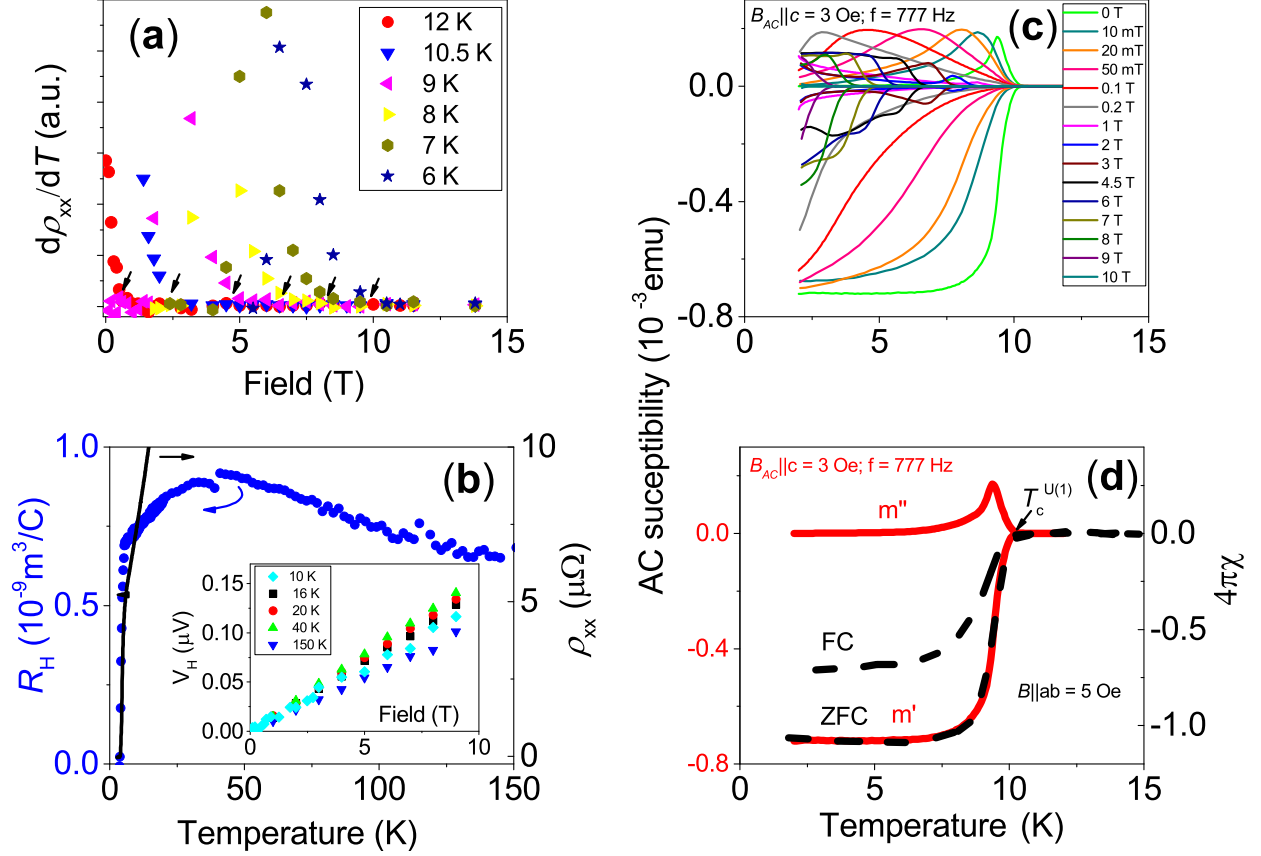 (a)
12 K
10.5 K
9 K
8 K
7 K
6 K
dρxx/dT (a.u.)
0 5 10 15
Field (T)
(b)
1.0
0.5
0.0
RH (10-9m3/C)
10
5
0
ρxx (μΩ)
0 50 100 150
Temperature (K)
10 K
16 K
20 K
40 K
150 K
0.15
0.10
0.05
0.00
VH (μV)
Field (T)
0 5 10
(c)
BAC||c = 3 Oe; f = 777 Hz
0 T
10 mT
20 mT
50 mT
0.1 T
0.2 T
1 T
2 T
3 T
4.5 T
6 T
7 T
8 T
9 T
10 T
0.0
-0.4
-0.8
0 5 10 15
AC suceptibility (10-3emu)
(d)
BAC||c = 3 Oe; f = 777 Hz
m"
TcU(1)
FC
ZFC
m'
B||ab = 5 Oe
0.0
-0.4
-0.8
0.0
-0.5
-1.0
4πχ
0 5 10 15
Temperature (K)